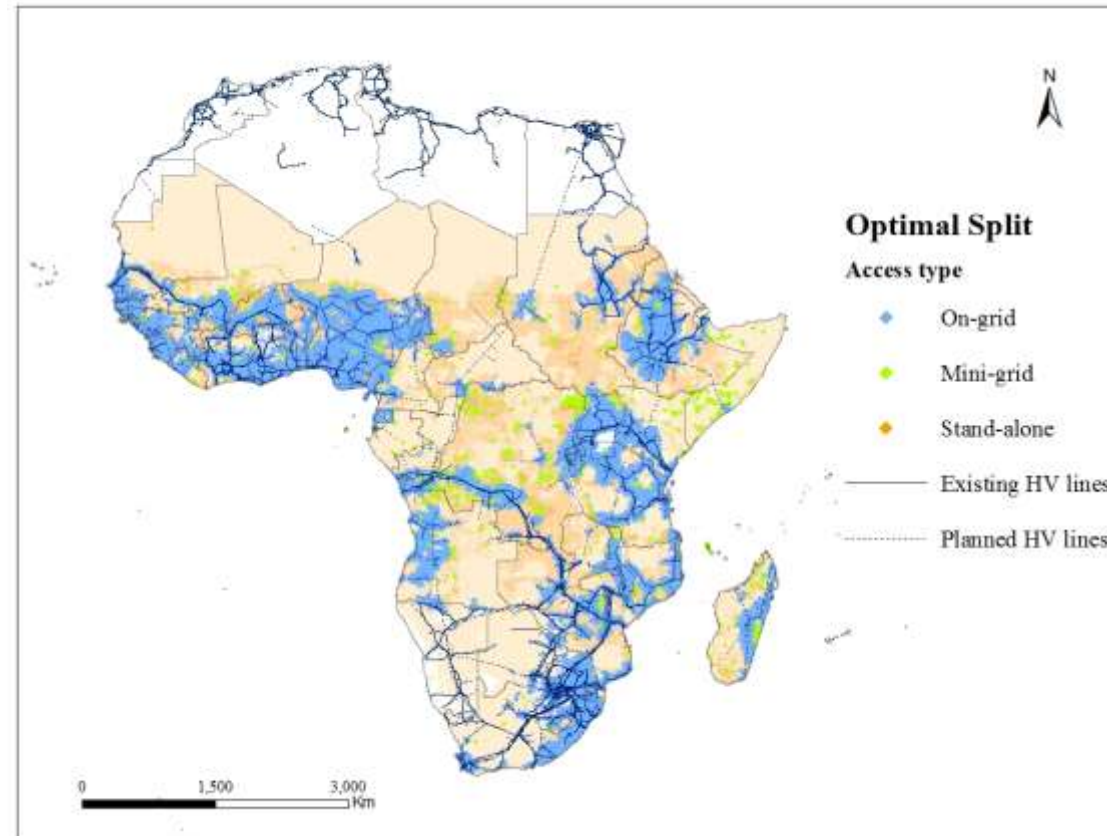 N
Optimal Split
Access type
On-grid
Mini-grid
Stand-alone
Existing HV lines
Planned HV lines
0 1,500 3,000
Km